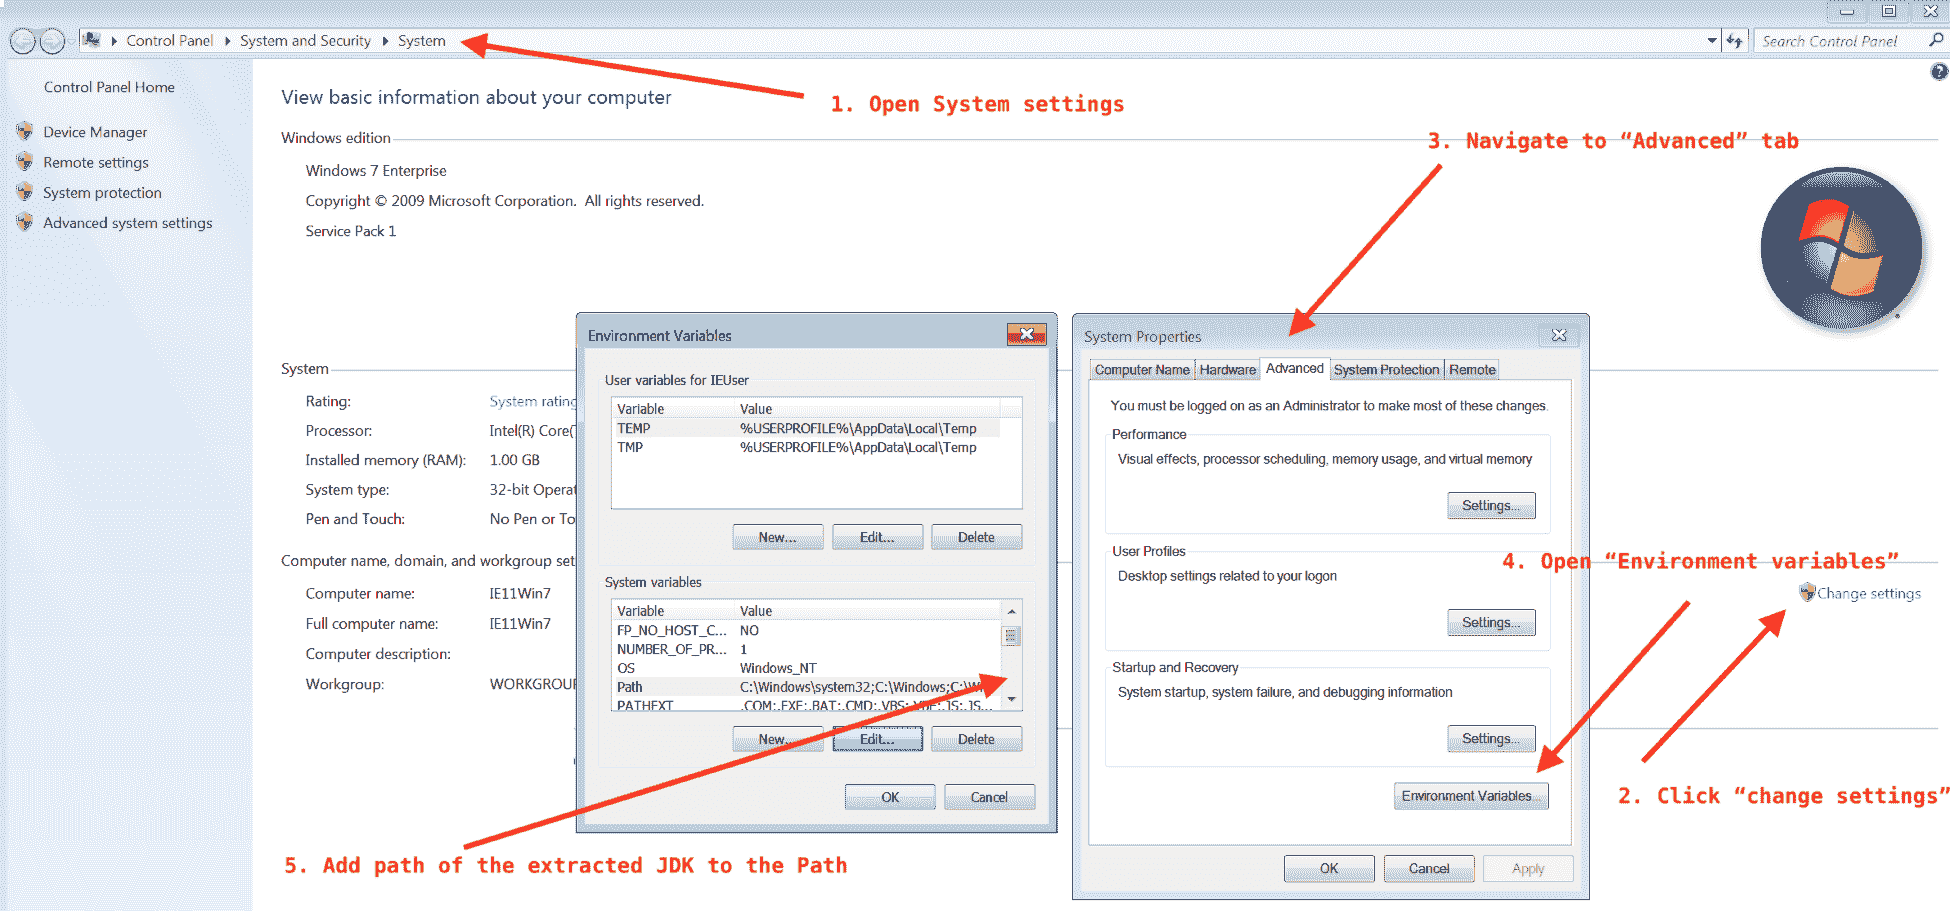 Control Panel System and Security System
Search Control Panel
Control Panel Home
Device Manager
Remote settings
System protection
Advanced system settings
1. Open System settings
View basic information about your computer
Windows edition
Windows 7 Enterprise
Copyright © 2009 Microsoft Corporation. All rights reserved.
Service Pack 1
3. Navigate to “Advanced” tab
System
Rating: System rating
Processor: Intel(R) Core(
Installed memory (RAM): 1.00 GB
System type: 32-bit Operat
Pen and Touch: No Pen or To
Computer name, domain, and workgroup set
Computer name: IE11Win7
Full computer name: IE11Win7
Computer description:
Workgroup: WORKGROU
Environment Variables
User variables for IEUser
Variable Value
TEMP %USERPROFILE%\AppData\Local\Temp
TMP %USERPROFILE%\AppData\Local\Temp
New... Edit... Delete
System variables
Variable Value
FP_NO_HOST_C... NO
NUMBER_OF_PR... 1
OS Windows_NT
Path C:\Windows\system32;C:\Windows;C:\W
PATHEXT .COM;.EXE;.BAT;.CMD;.VBS;.VBE;.JS;.JS...
New... Edit... Delete
OK Cancel
System Properties
Computer Name Hardware Advanced System Protection Remote
You must be logged on as an Administrator to make most of these changes.
Performance
Visual effects, processor scheduling, memory usage, and virtual memory
Settings...
User Profiles
Desktop settings related to your logon
Settings...
Startup and Recovery
System startup, system failure, and debugging information
Settings...
Environment Variables...
OK Cancel Apply
4. Open “Environment variables”
Change settings
2. Click “change settings”
5. Add path of the extracted JDK to the Path